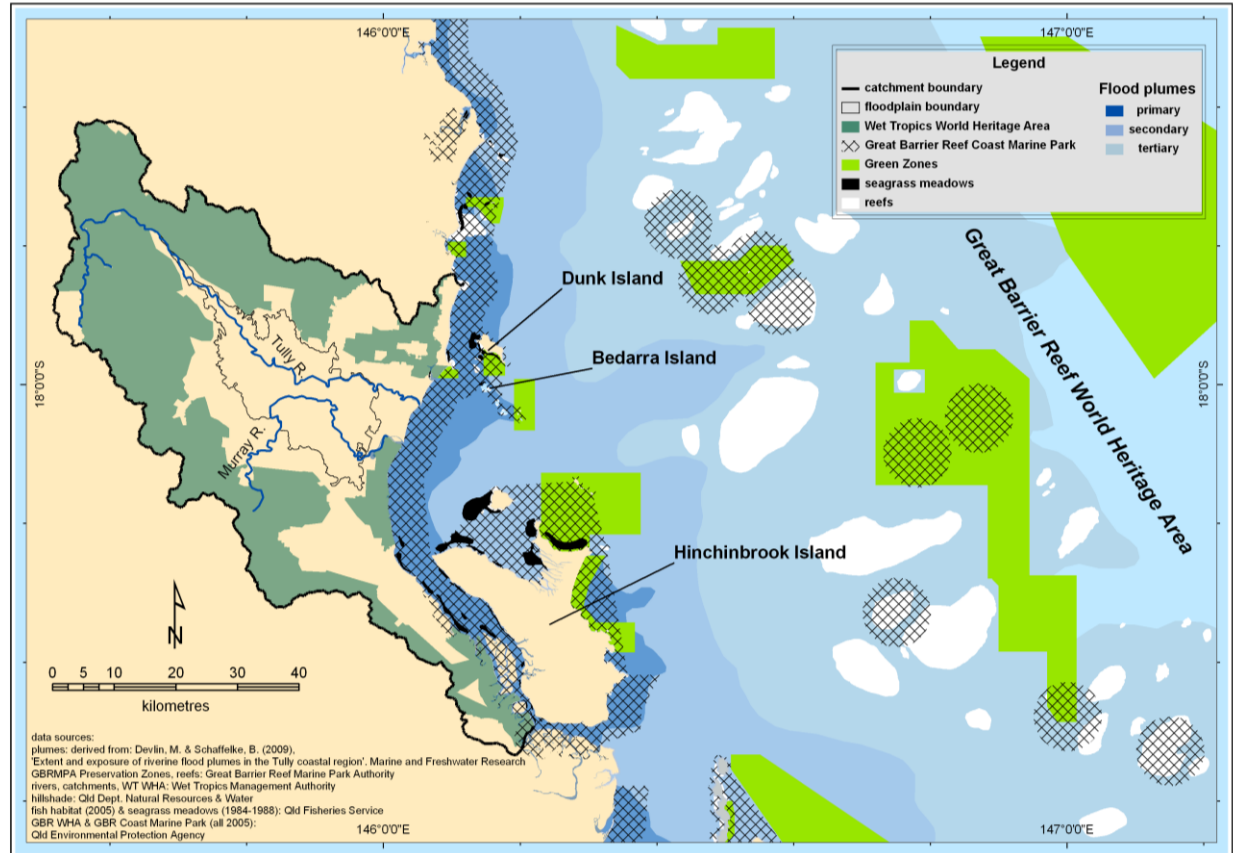 146°0'0"E
147°0'0"E
Legend
catchment boundary
floodplain boundary
Wet Tropics World Heritage Area
Great Barrier Reef Coast Marine Park
Green Zones
seagrass meadows
reefs
Flood plumes
primary
secondary
tertiary
Great Barrier Reef World Heritage Area
Dunk Island
Bedarra Island
Tully R.
Murray R.
18°0'0"S
18°0'0"S
Hinchinbrook Island
N
0 5 10 20 30 40
kilometres
data sources:
plumes: derived from: Devlin, M. & Schaffelke, B. (2009),
'Extent and exposure of riverine flood plumes in the Tully coastal region'. Marine and Freshwater Research
GBRMPA Preservation Zones, reefs: Great Barrier Reef Marine Park Authority
rivers, catchments, WT WHA: Wet Tropics Management Authority
hillshade: Qld Dept. Natural Resources & Water
fish habitat (2005) & seagrass meadows (1984-1988): Qld Fisheries Service
GBR WHA & GBR Coast Marine Park (all 2005):
Qld Environmental Protection Agency
146°0'0"E
147°0'0"E